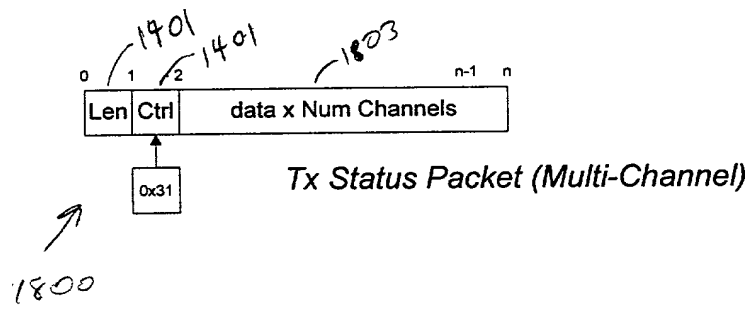 1401 1401 1803
0 1 2 n-1 n
Len Ctrl data x Num Channels
0x31
Tx Status Packet (Multi-Channel)
1800